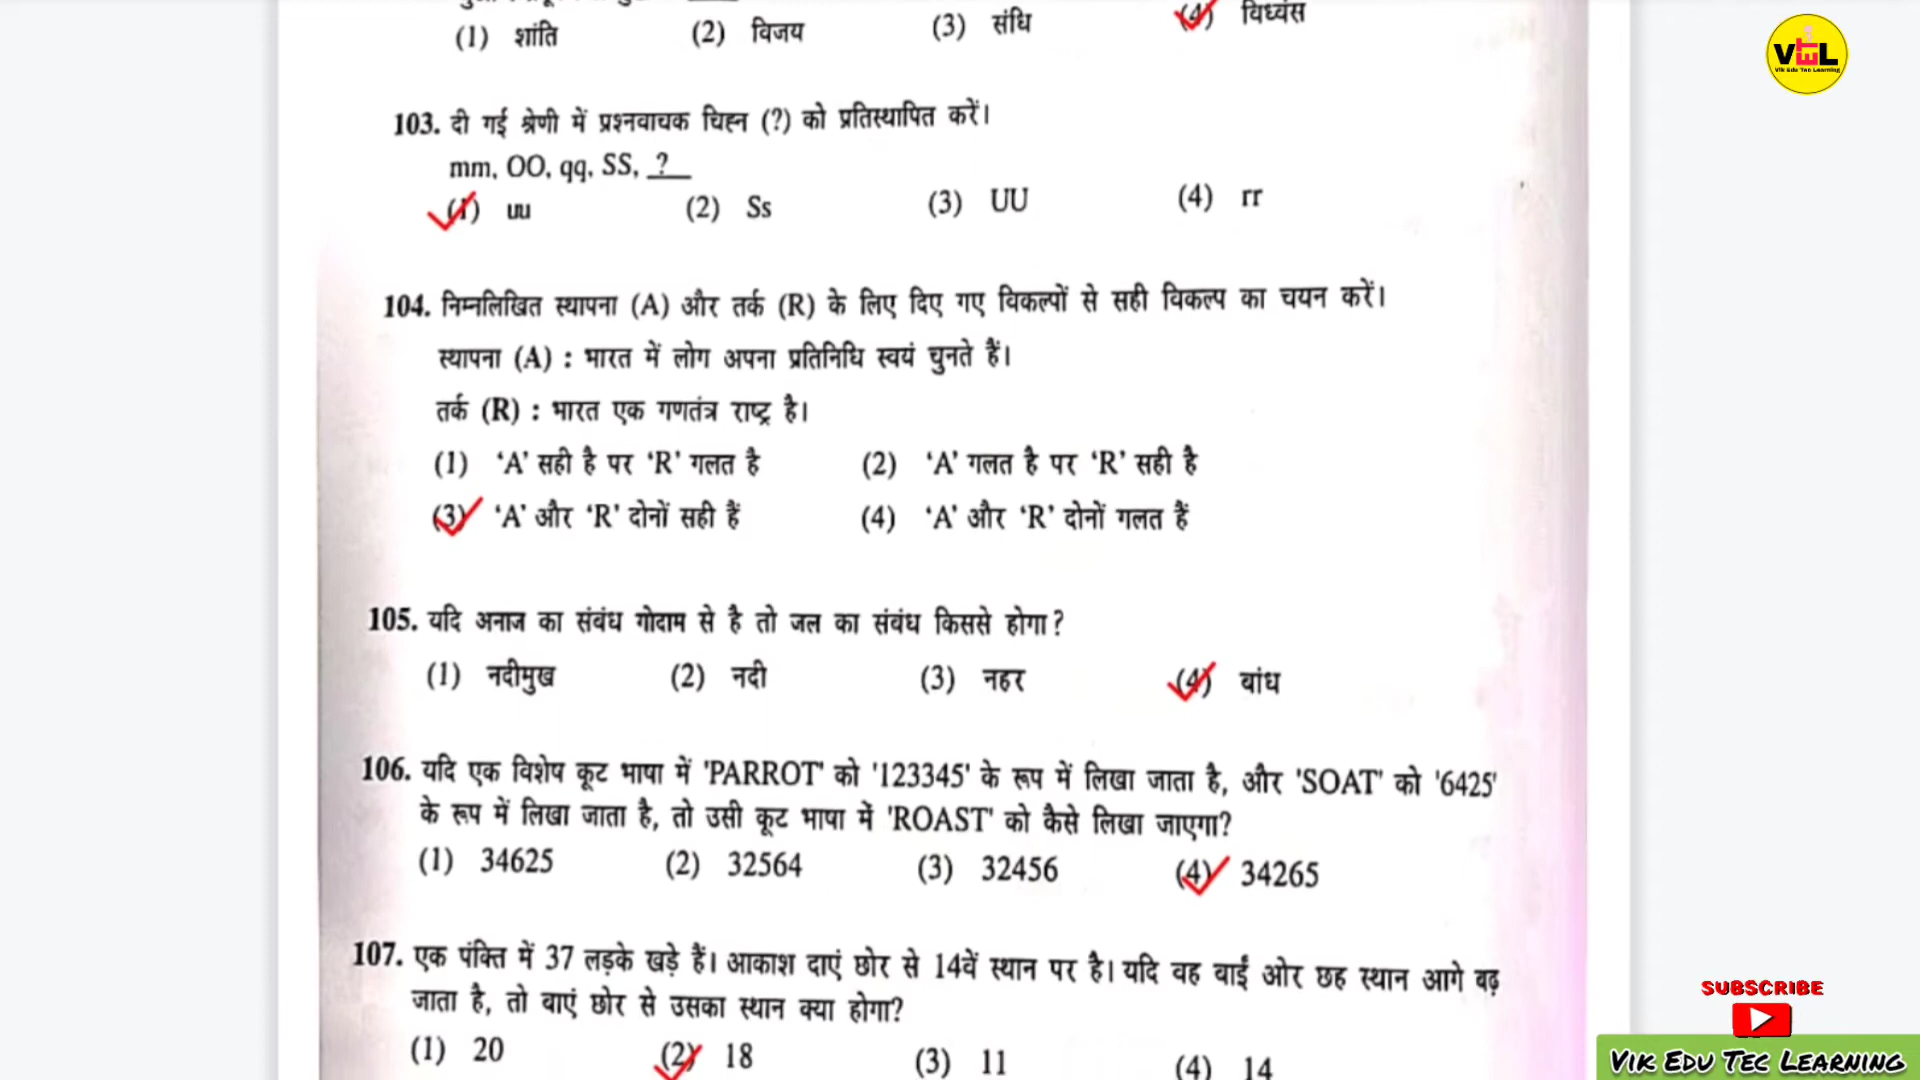 (1) शांति (2) विजय (3) संधि (4) विध्वंस
103. दी गई श्रेणी में प्रश्नवाचक चिह्न (?) को प्रतिस्थापित करें।
mm, OO, qq, SS, ?
(1) uu (2) Ss (3) UU (4) rr
104. निम्नलिखित स्थापना (A) और तर्क (R) के लिए दिए गए विकल्पों से सही विकल्प का चयन करें।
स्थापना (A) : भारत में लोग अपना प्रतिनिधि स्वयं चुनते हैं।
तर्क (R) : भारत एक गणतंत्र राष्ट्र है।
(1) ‘A’ सही है पर ‘R’ गलत है (2) ‘A’ गलत है पर ‘R’ सही है
(3) ‘A’ और ‘R’ दोनों सही हैं (4) ‘A’ और ‘R’ दोनों गलत हैं
105. यदि अनाज का संबंध गोदाम से है तो जल का संबंध किससे होगा?
(1) नदीमुख (2) नदी (3) नहर (4) बांध
106. यदि एक विशेष कूट भाषा में 'PARROT' को '123345' के रूप में लिखा जाता है, और 'SOAT' को '6425'
के रूप में लिखा जाता है, तो उसी कूट भाषा में 'ROAST' को कैसे लिखा जाएगा?
(1) 34625 (2) 32564 (3) 32456 (4) 34265
107. एक पंक्ति में 37 लड़के खड़े हैं। आकाश दाएं छोर से 14वें स्थान पर है। यदि वह बाईं ओर छह स्थान आगे बढ़
जाता है, तो बाएं छोर से उसका स्थान क्या होगा?
(1) 20 (2) 18 (3) 11 (4) 14
VETL
Vik Edu Tec Learning
SUBSCRIBE
VIK EDU TEC LEARNING